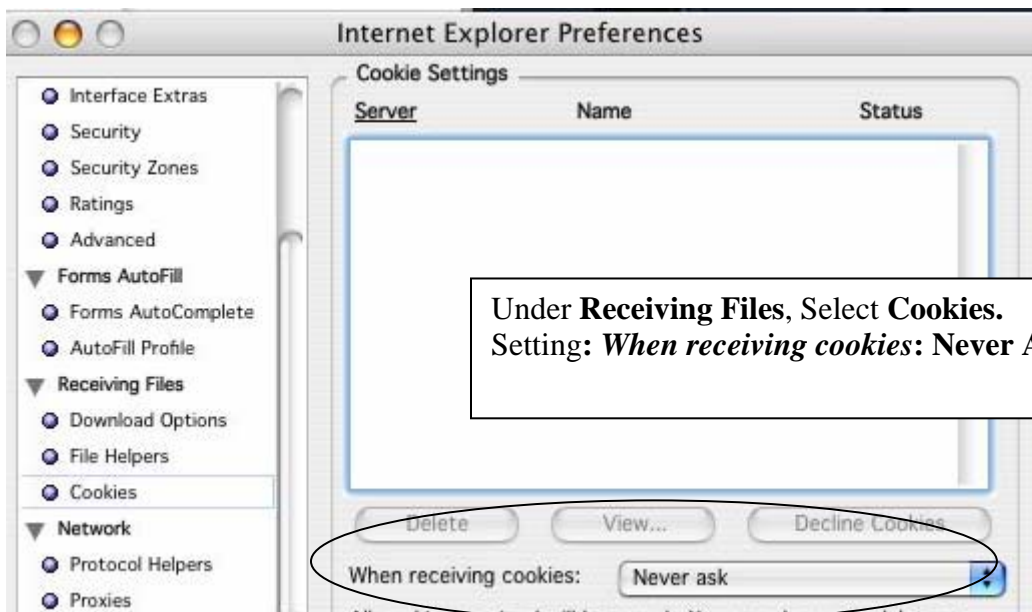 Internet Explorer Preferences
Interface Extras
Security
Security Zones
Ratings
Advanced
Forms AutoFill
Forms AutoComplete
AutoFill Profile
Receiving Files
Download Options
File Helpers
Cookies
Network
Protocol Helpers
Proxies
Cookie Settings
Server Name Status
Under Receiving Files, Select Cookies.
Setting: When receiving cookies: Never
Delete View... Decline Cookies
When receiving cookies: Never ask